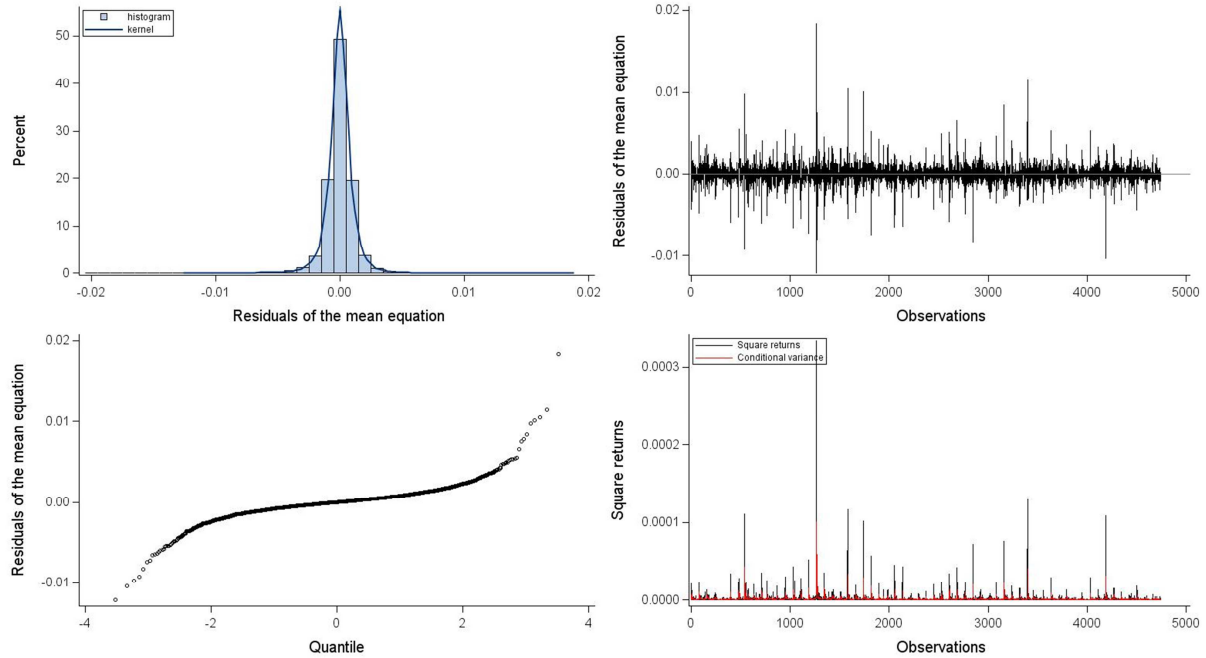 histogram
kernel
50
40
30
20
10
0
Percent
-0.02 -0.01 0.00 0.01 0.02
Residuals of the mean equation
0.02
0.01
0.00
-0.01
Residuals of the mean equation
0 1000 2000 3000 4000 5000
Observations
0.02
0.01
0.00
-0.01
Residuals of the mean equation
-4 -2 0 2 4
Quantile
Square returns
Conditional variance
0.0003
0.0002
0.0001
0.0000
Square returns
0 1000 2000 3000 4000 5000
Observations